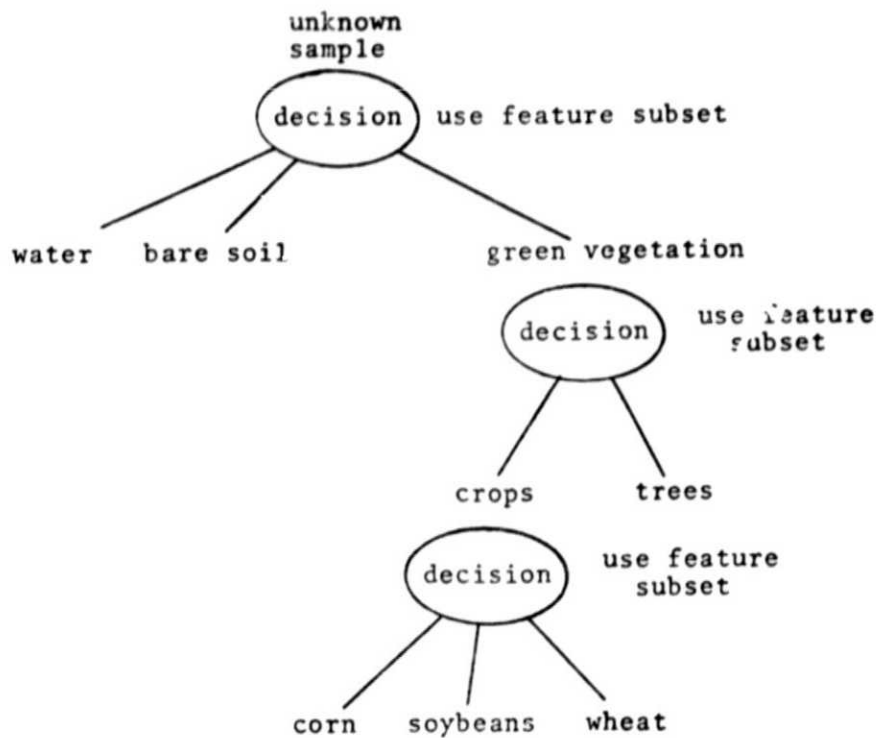 unknown
sample
decision use feature subset
water bare soil green vegetation
decision use feature
subset
crops trees
decision use feature
subset
corn soybeans wheat